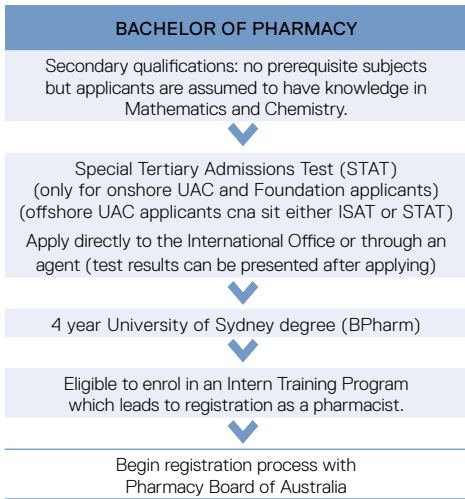 BACHELOR OF PHARMACY
Secondary qualifications: no prerequisite subjects
but applicants are assumed to have knowledge in
Mathematics and Chemistry.
Special Tertiary Admissions Test (STAT)
(only for onshore UAC and Foundation applicants)
(offshore UAC applicants cna sit either ISAT or STAT)
Apply directly to the International Office or through an
agent (test results can be presented after applying)
4 year University of Sydney degree (BPharm)
Eligible to enrol in an Intern Training Program
which leads to registration as a pharmacist.
Begin registration process with
Pharmacy Board of Australia